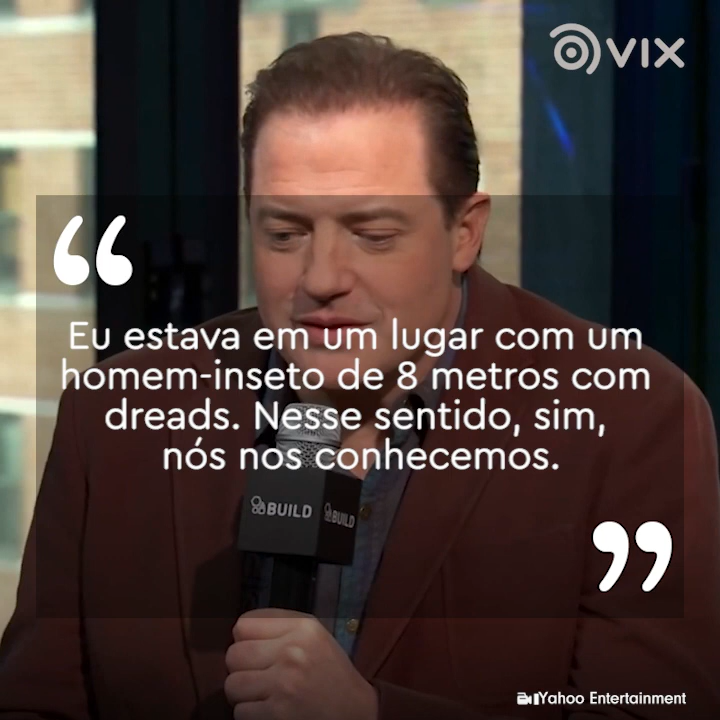 VIX
“
Eu estava em um lugar com um
homem-inseto de 8 metros com
dreads. Nesse sentido, sim,
nós nos conhecemos.
BUILD BUILD
”
Yahoo Entertainment